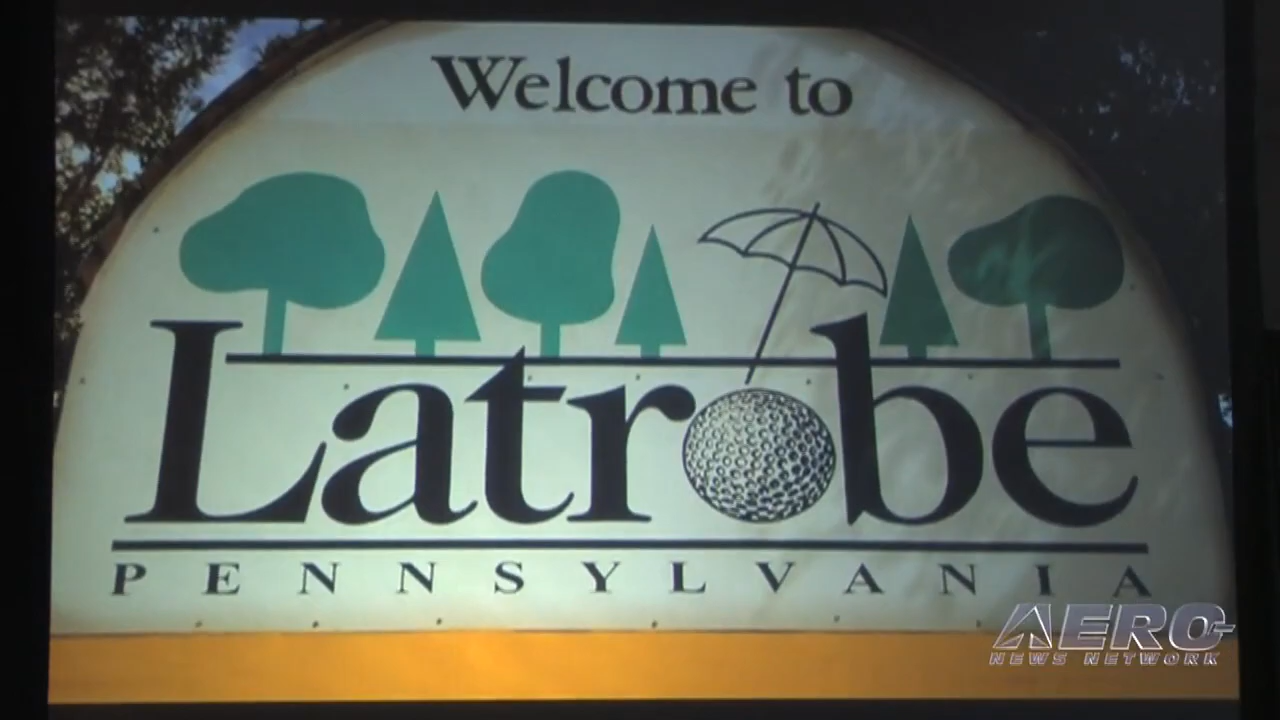 Welcome to
Latrobe
PENNSYLVANIA
AERO
NEWS NETWORK